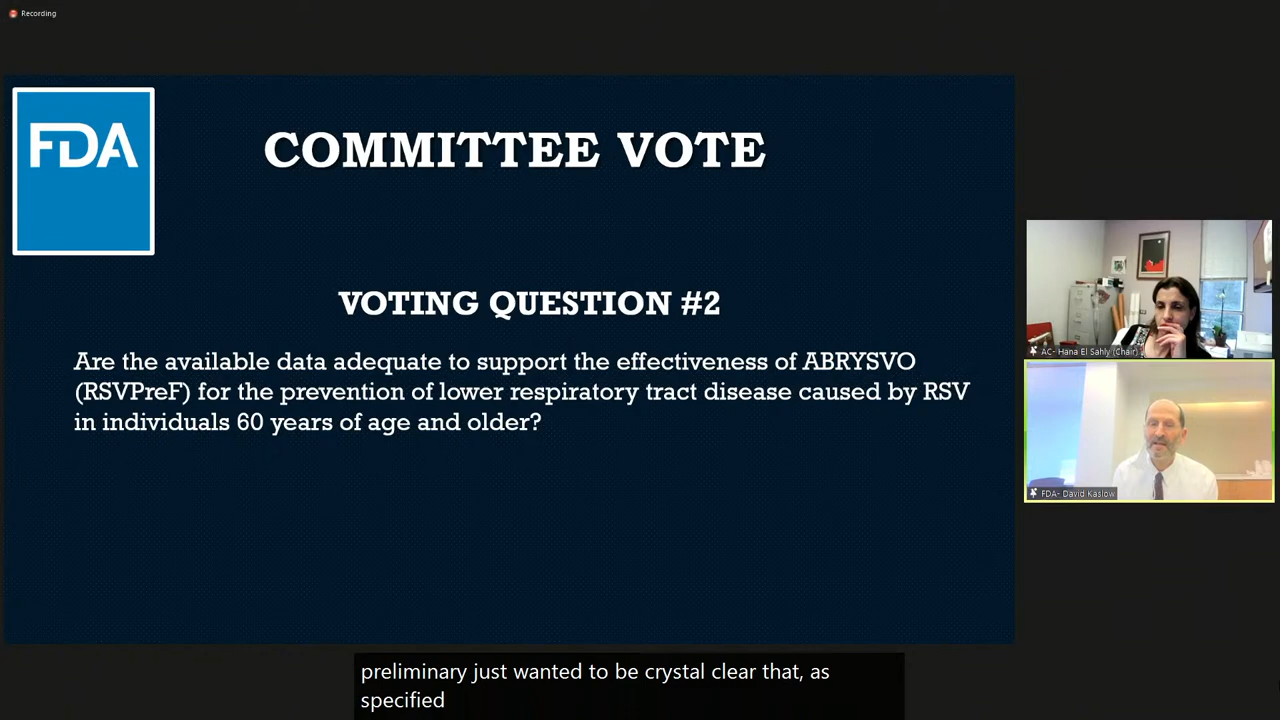 Recording
FDA
COMMITTEE VOTE
VOTING QUESTION #2
Are the available data adequate to support the effectiveness of ABRYSVO
(RSVPreF) for the prevention of lower respiratory tract disease caused by RSV
in individuals 60 years of age and older?
AC- Hana El Sahly (Chair)
FDA- David Kaslow
preliminary just wanted to be crystal clear that, as
specified